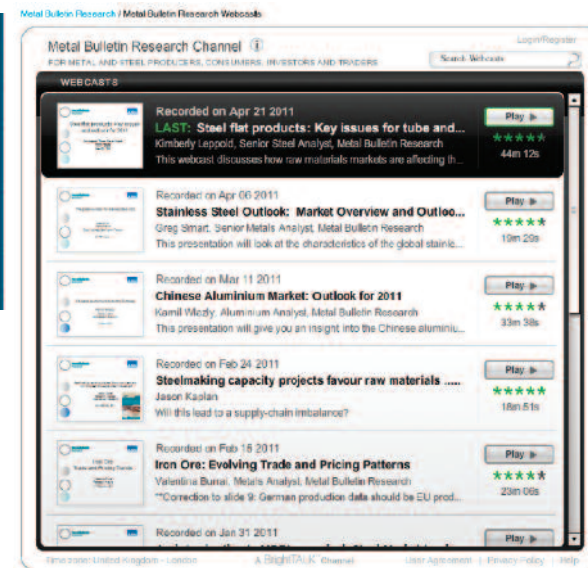 Metal Bulletin Research / Metal Bulletin Research Webcasts
Metal Bulletin Research Channel
Login/Register
FOR METAL AND STEEL PRODUCERS, CONSUMERS, INVESTORS AND TRADERS
Search Webcasts
WEBCASTS
Recorded on Apr 21 2011
Play
LAST: Steel flat products: Key issues for tube and...
Kimberly Leppold, Senior Steel Analyst, Metal Bulletin Research
44m 12s
This webcast discusses how raw materials markets are affecting th...
Recorded on Apr 06 2011
Play
Stainless Steel Outlook: Market Overview and Outloo...
Greg Smart, Senior Metals Analyst, Metal Bulletin Research
19m 29s
This presentation will look at the characteristics of the global stainle...
Recorded on Mar 11 2011
Play
Chinese Aluminium Market: Outlook for 2011
Kamil Wlazly, Aluminium Analyst, Metal Bulletin Research
33m 38s
This presentation will give you an insight into the Chinese aluminiu...
Recorded on Feb 24 2011
Play
Steelmaking capacity projects favour raw materials .....
Jason Kaplan
18m 51s
Will this lead to a supply-chain imbalance?
Recorded on Feb 15 2011
Play
Iron Ore: Evolving Trade and Pricing Patterns
Valentina Burrai, Metals Analyst, Metal Bulletin Research
23m 06s
**Correction to slide 9: German production data should be EU prod...
Recorded on Jan 31 2011
Play
Time zone: United Kingdom - London
A BrightTALK Channel
User Agreement | Privacy Policy | Help